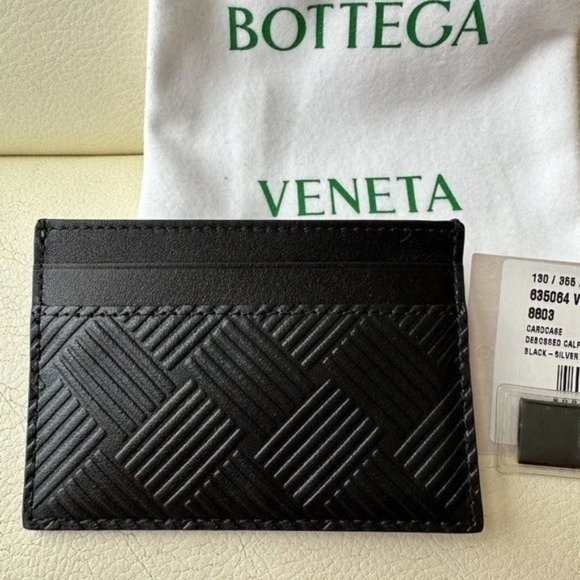 BOTTEGA
VENETA
130 / 355 /
635064 V
8803
CARDCASE
DEBOSSED CALF
BLACK – SILVER